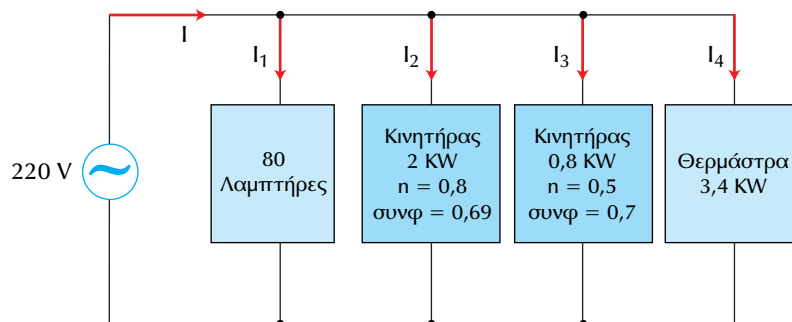 I
I1
I2
I3
I4
220 V
80
Λαμπτήρες
Κινητήρας
2 KW
n = 0,8
συνφ = 0,69
Κινητήρας
0,8 KW
n = 0,5
συνφ = 0,7
Θερμάστρα
3,4 KW